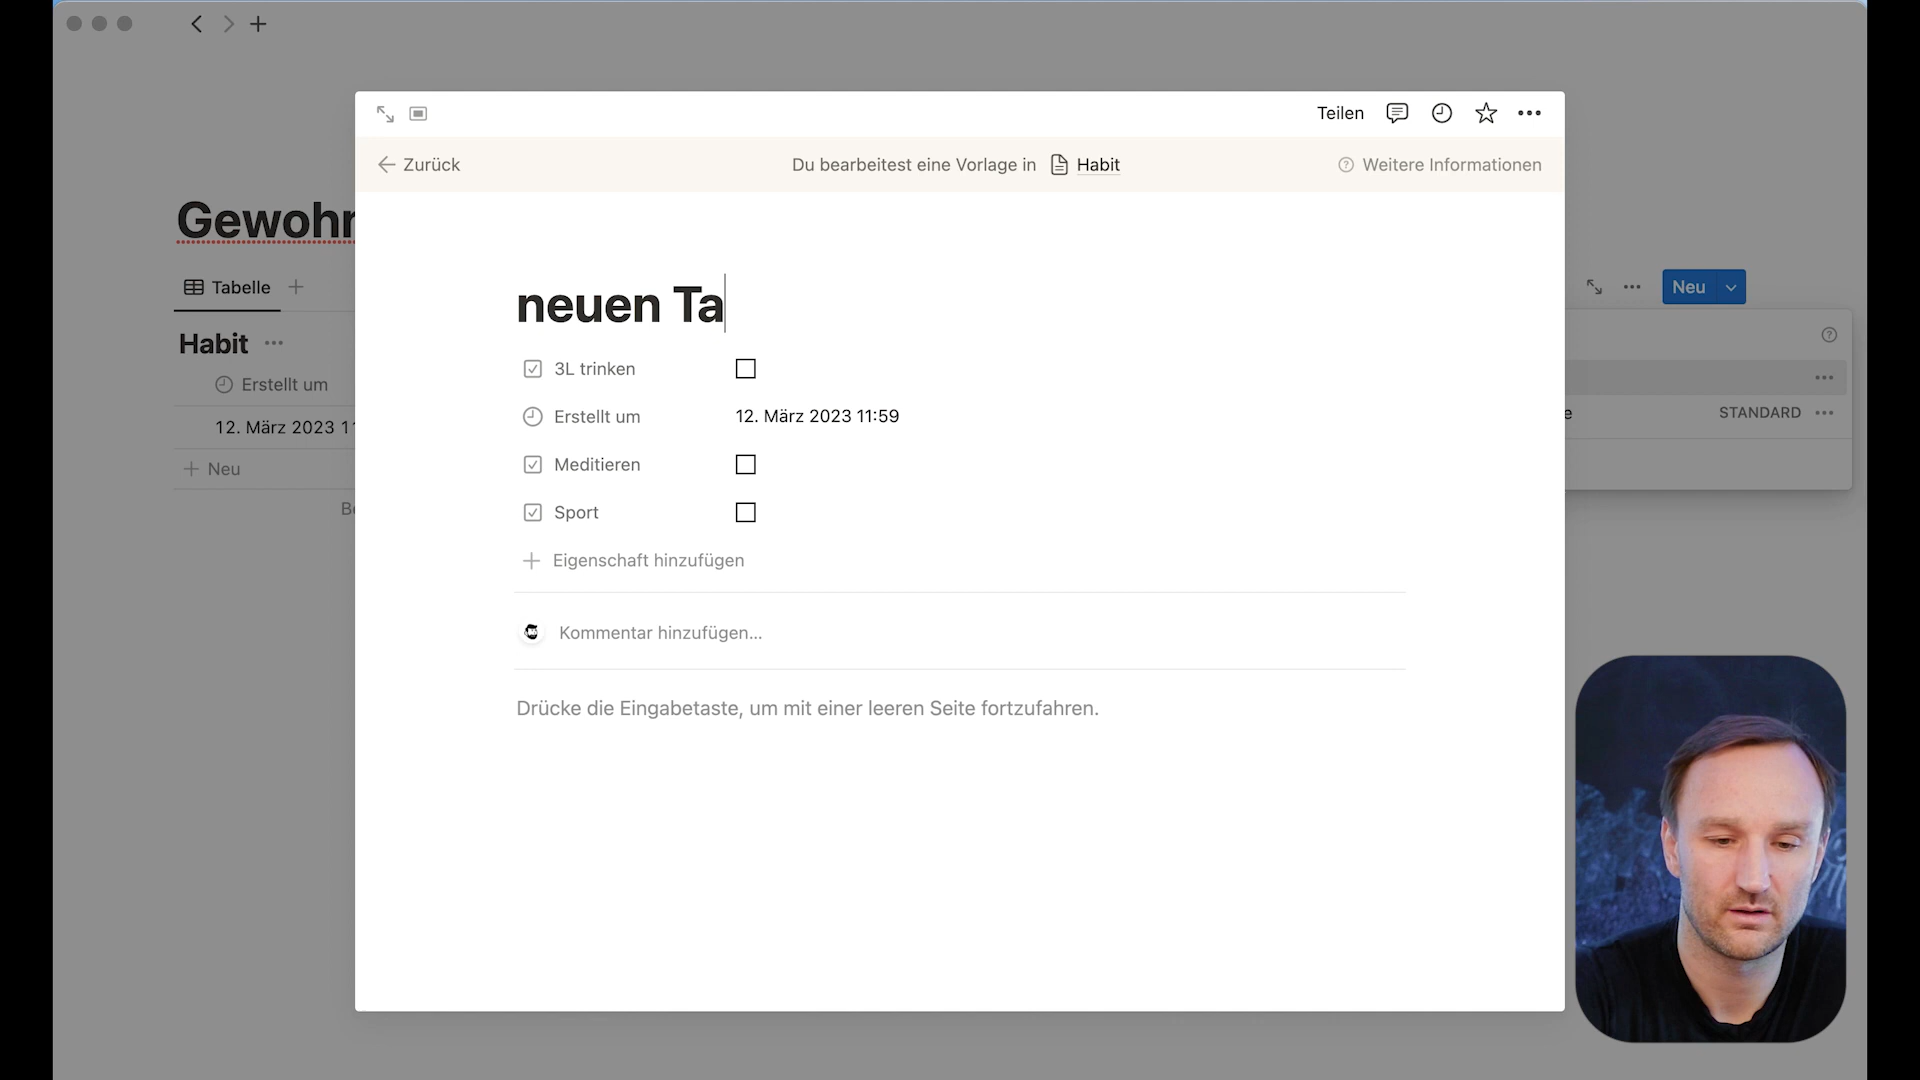 Teilen
Zurück
Du bearbeitest eine Vorlage in Habit
Weitere Informationen
Gewohn
Tabelle
Neu
neuen Ta
Habit
3L trinken
Erstellt um
Erstellt um 12. März 2023 11:59
STANDARD
12. März 2023 1
Meditieren
Neu
Sport
Eigenschaft hinzufügen
Kommentar hinzufügen...
Drücke die Eingabetaste, um mit einer leeren Seite fortzufahren.